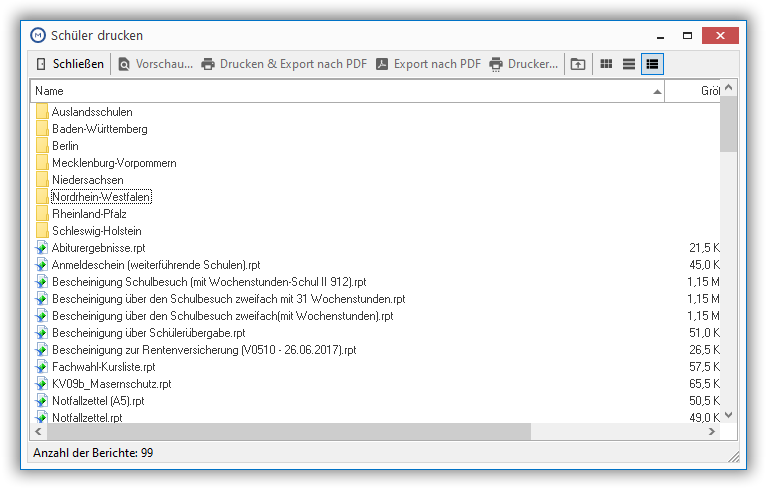 Schüler drucken
Schließen Vorschau... Drucken & Export nach PDF Export nach PDF Drucker...
Name Größ
Auslandsschulen
Baden-Württemberg
Berlin
Mecklenburg-Vorpommern
Niedersachsen
Nordrhein-Westfalen
Rheinland-Pfalz
Schleswig-Holstein
Abiturergebnisse.rpt 21,5 K
Anmeldeschein (weiterführende Schulen).rpt 45,0 K
Bescheinigung Schulbesuch (mit Wochenstunden-Schul II 912).rpt 1,15 M
Bescheinigung über den Schulbesuch zweifach mit 31 Wochenstunden.rpt 1,15 M
Bescheinigung über den Schulbesuch zweifach(mit Wochenstunden).rpt 1,15 M
Bescheinigung über Schülerübergabe.rpt 51,0 K
Bescheinigung zur Rentenversicherung (V0510 - 26.06.2017).rpt 26,5 K
Fachwahl-Kursliste.rpt 57,5 K
KV09b_Masernschutz.rpt 65,5 K
Notfallzettel (A5).rpt 50,5 K
Notfallzettel.rpt 49,0 K
Anzahl der Berichte: 99